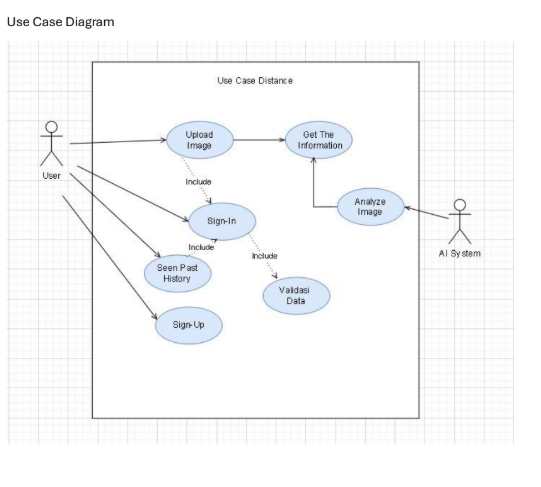 Use Case Diagram
Use Case Distance
Upload
Image
Get The
Information
User
Include
Analyze
Image
Sign-In
Include
Include
AI System
Seen Past
History
Validasi
Data
Sign-Up